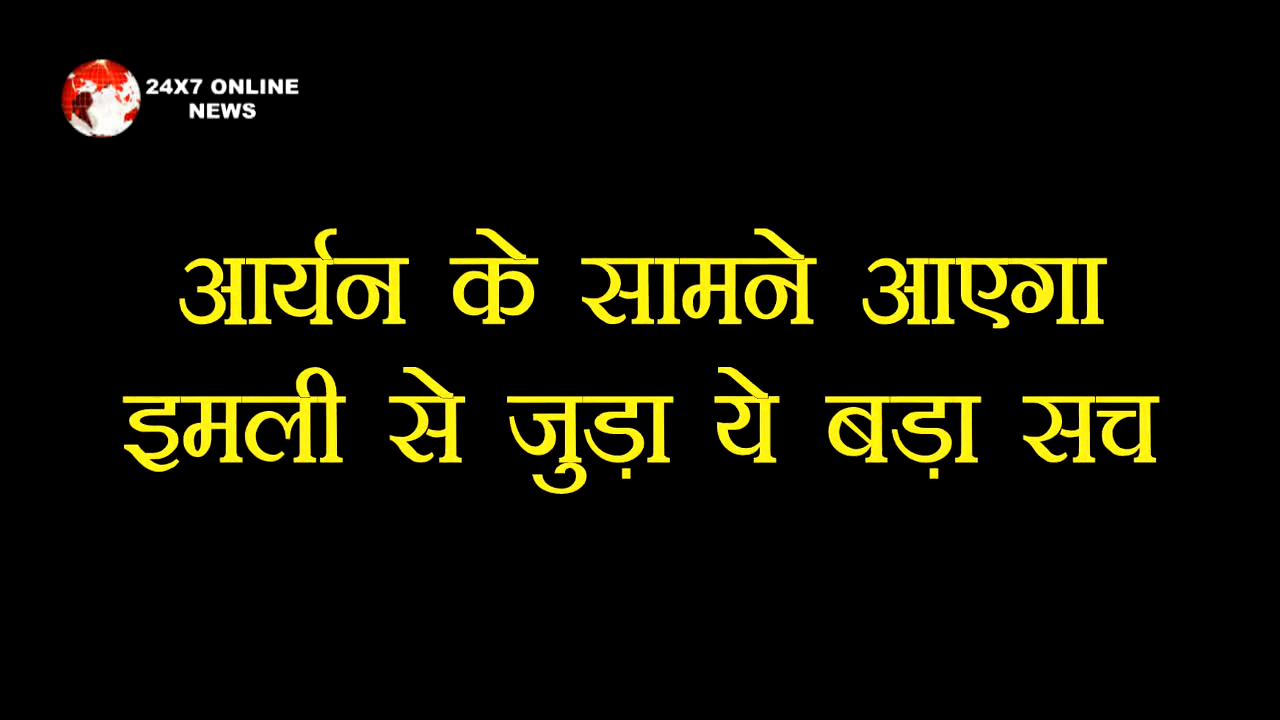 24X7 ONLINE
NEWS
आर्यन के सामने आएगा
इमली से जुड़ा ये बड़ा सच